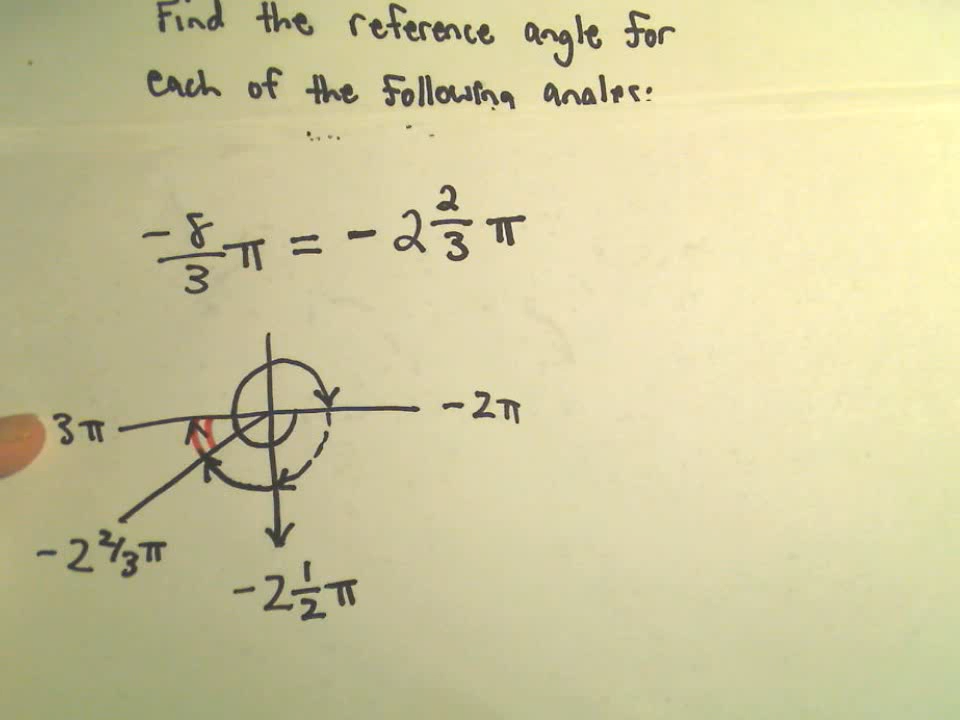 Find the reference angle for
each of the following angles:
-8/3 π = -2 2/3 π
-2π
3π
-2 2/3 π
-2 1/2 π